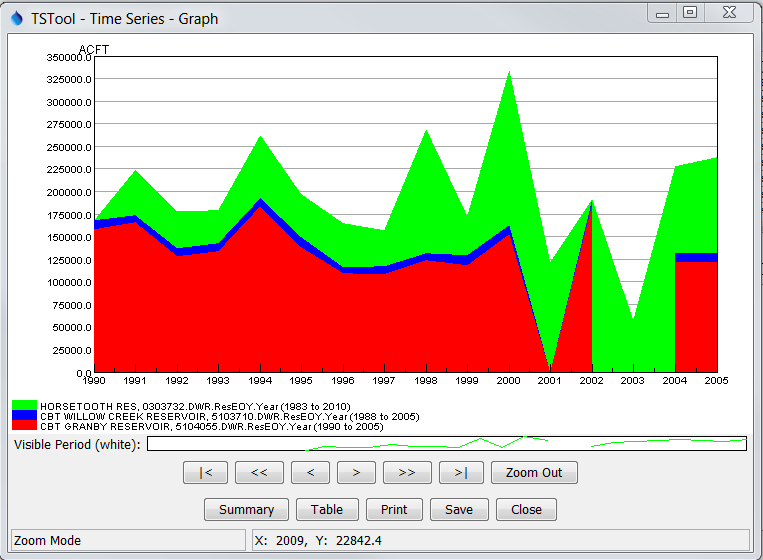 TSTool - Time Series - Graph
ACFT
350000.0
325000.0
300000.0
275000.0
250000.0
225000.0
200000.0
175000.0
150000.0
125000.0
100000.0
75000.0
50000.0
25000.0
0.0
1990 1991 1992 1993 1994 1995 1996 1997 1998 1999 2000 2001 2002 2003 2004 2005
HORSETOOTH RES, 0303732.DWR.ResEOY.Year (1983 to 2010)
CBT WILLOW CREEK RESERVOIR, 5103710.DWR.ResEOY.Year (1988 to 2005)
CBT GRANBY RESERVOIR, 5104055.DWR.ResEOY.Year (1990 to 2005)
Visible Period (white):
|< << < > >> >| Zoom Out
Summary Table Print Save Close
Zoom Mode X: 2009, Y: 22842.4